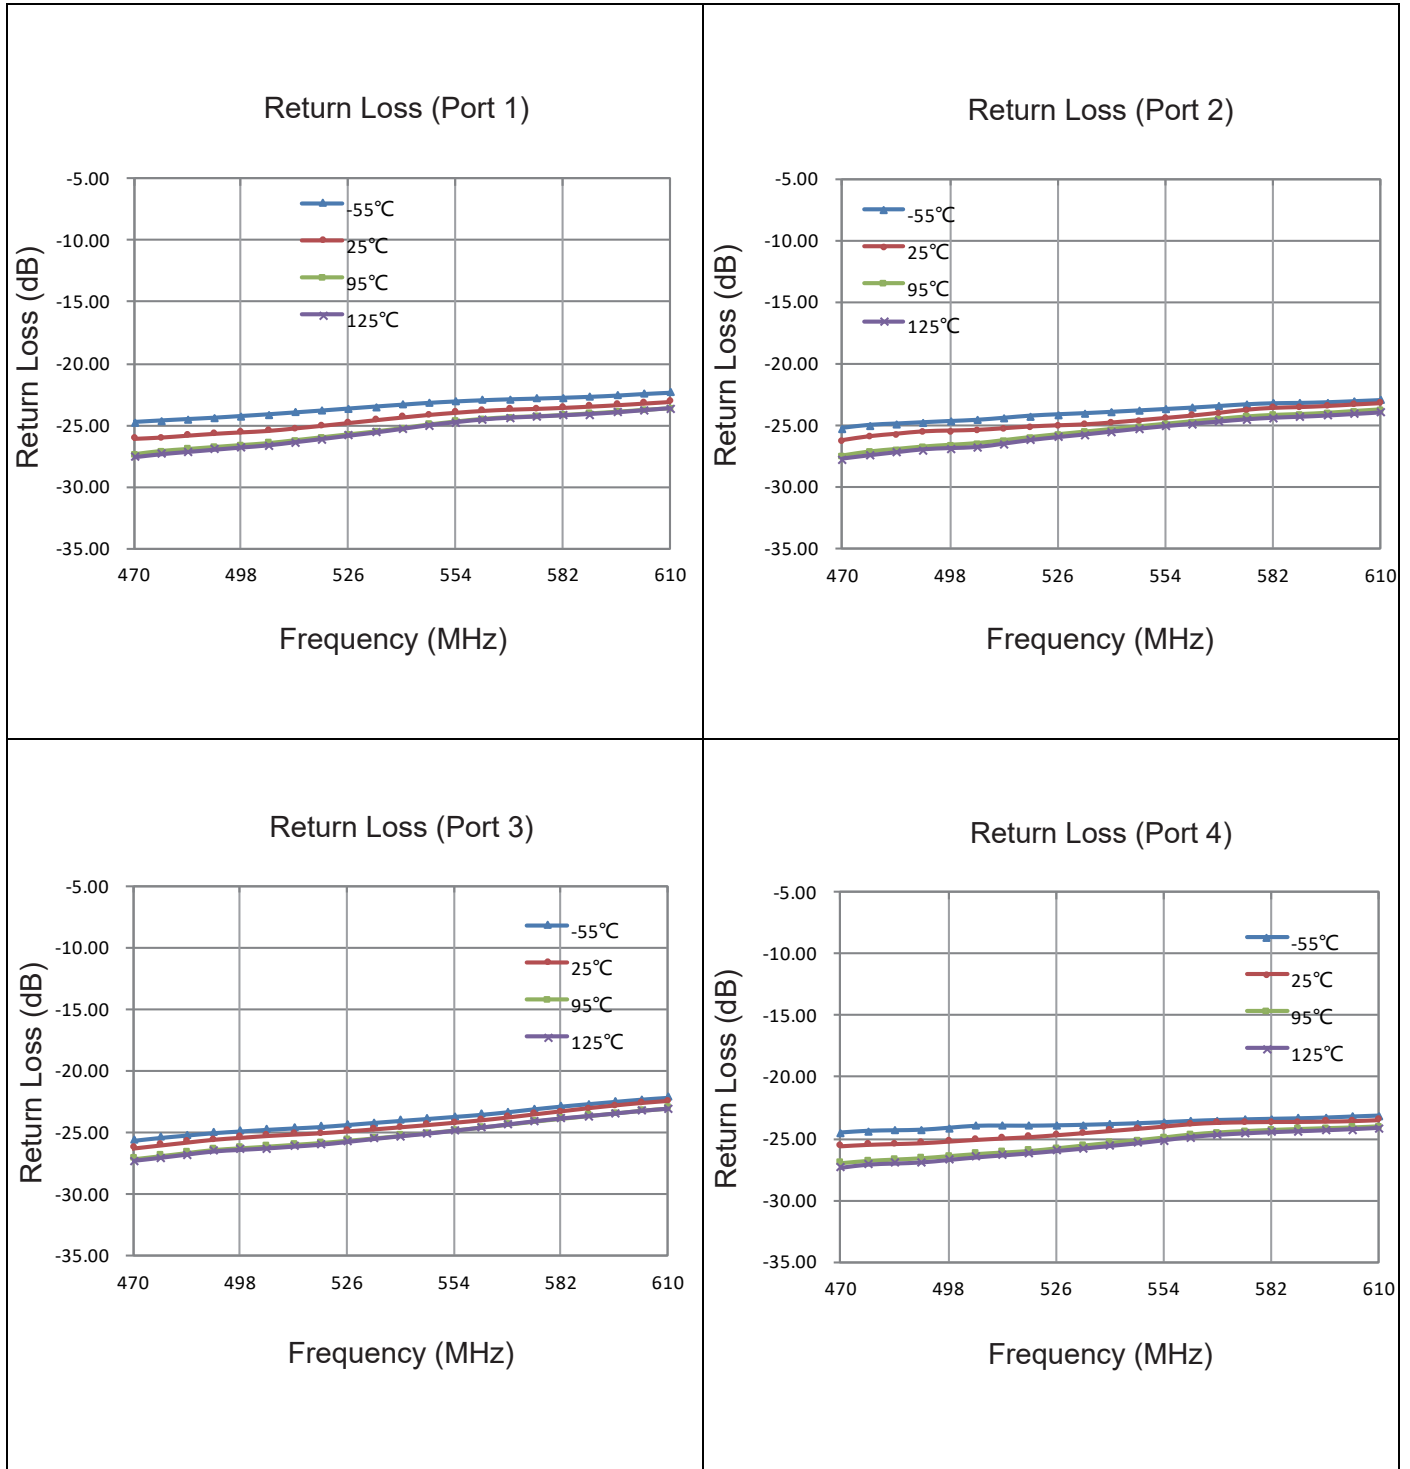 Return Loss (Port 1)
Return Loss (dB)
-5.00
-10.00
-15.00
-20.00
-25.00
-30.00
-35.00
-55℃
25℃
95℃
125℃
470 498 526 554 582 610
Frequency (MHz)
Return Loss (Port 2)
Return Loss (dB)
-5.00
-10.00
-15.00
-20.00
-25.00
-30.00
-35.00
-55℃
25℃
95℃
125℃
470 498 526 554 582 610
Frequency (MHz)
Return Loss (Port 3)
Return Loss (dB)
-5.00
-10.00
-15.00
-20.00
-25.00
-30.00
-35.00
-55℃
25℃
95℃
125℃
470 498 526 554 582 610
Frequency (MHz)
Return Loss (Port 4)
Return Loss (dB)
-5.00
-10.00
-15.00
-20.00
-25.00
-30.00
-35.00
-55℃
25℃
95℃
125℃
470 498 526 554 582 610
Frequency (MHz)